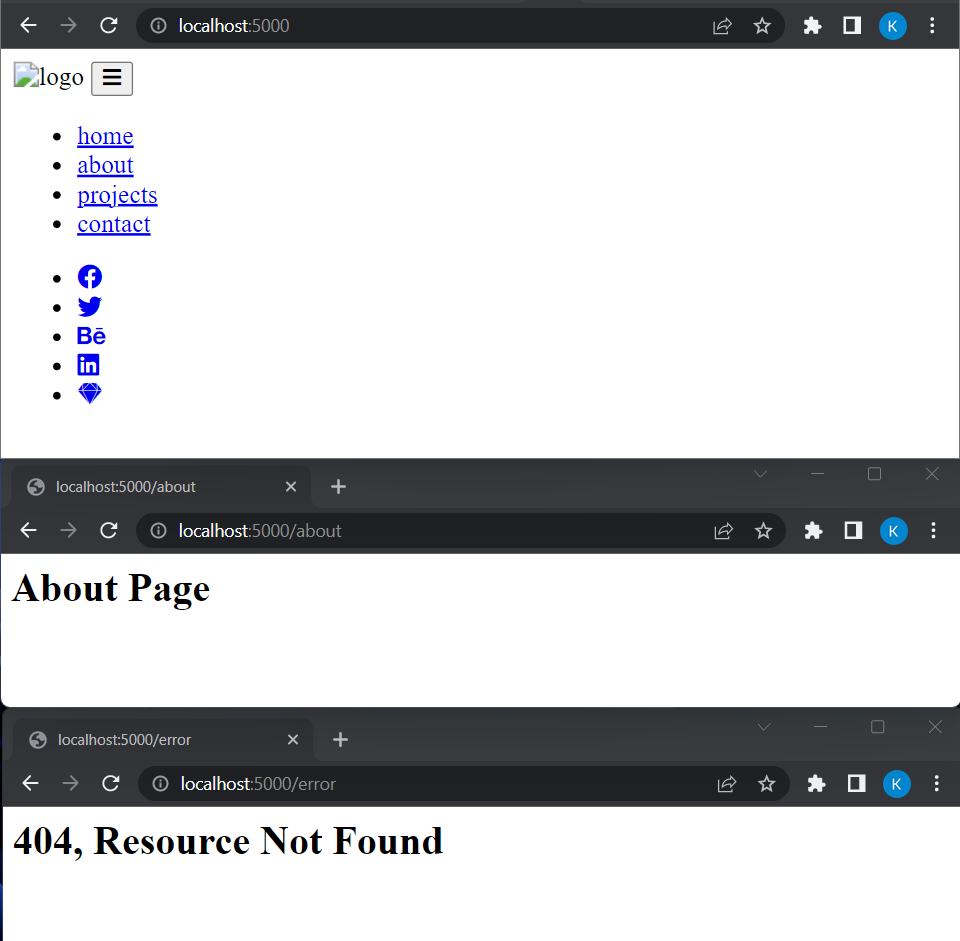 localhost:5000
K
logo
home
about
projects
contact
Bē
in
localhost:5000/about
localhost:5000/about
K
About Page
localhost:5000/error
localhost:5000/error
K
404, Resource Not Found